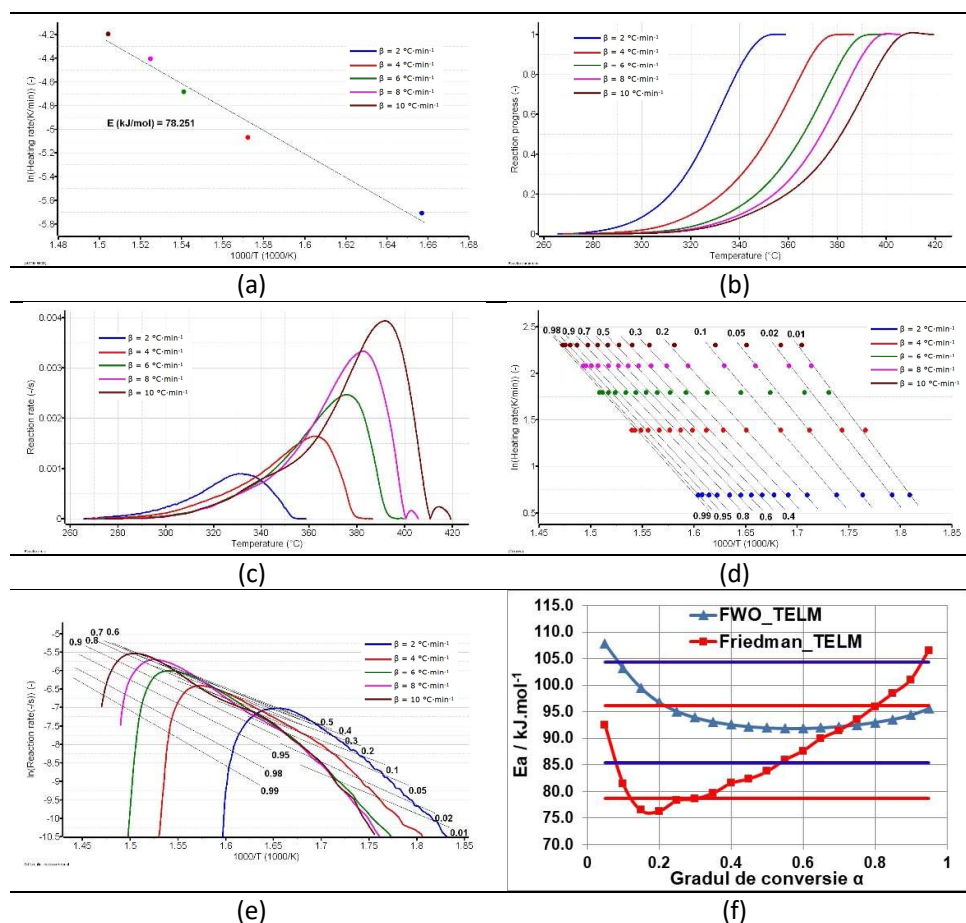 -4.2
-4.4
-4.6
-4.8
-5
-5.2
-5.4
-5.6
-5.8
ln(Heating rate(K/min)) (-)
β = 2 °C·min⁻¹
β = 4 °C·min⁻¹
β = 6 °C·min⁻¹
β = 8 °C·min⁻¹
β = 10 °C·min⁻¹
E (kJ/mol) = 78.251
1.48 1.5 1.52 1.54 1.56 1.58 1.6 1.62 1.64 1.66 1.68
1000/T (1000/K)
(a)
1
0.8
0.6
0.4
0.2
0
Reaction progress (-)
β = 2 °C·min⁻¹
β = 4 °C·min⁻¹
β = 6 °C·min⁻¹
β = 8 °C·min⁻¹
β = 10 °C·min⁻¹
260 280 300 320 340 360 380 400 420
Temperature (°C)
(b)
0.004
0.003
0.002
0.001
0
Reaction rate (-/s)
β = 2 °C·min⁻¹
β = 4 °C·min⁻¹
β = 6 °C·min⁻¹
β = 8 °C·min⁻¹
β = 10 °C·min⁻¹
260 280 300 320 340 360 380 400 420
Temperature (°C)
(c)
2.5
2
1.5
1
0.5
ln(Heating rate(K/min)) (-)
0.98 0.9 0.7 0.5 0.3 0.2 0.1 0.05 0.02 0.01
β = 2 °C·min⁻¹
β = 4 °C·min⁻¹
β = 6 °C·min⁻¹
β = 8 °C·min⁻¹
β = 10 °C·min⁻¹
0.99 0.95 0.8 0.6 0.4
1.45 1.5 1.55 1.6 1.65 1.7 1.75 1.8 1.85
1000/T (1000/K)
(d)
-5
-5.5
-6
-6.5
-7
-7.5
-8
-8.5
-9
-9.5
-10
-10.5
ln(Reaction rate(-/s)) (-)
0.9 0.8 0.7 0.6
β = 2 °C·min⁻¹
β = 4 °C·min⁻¹
β = 6 °C·min⁻¹
β = 8 °C·min⁻¹
β = 10 °C·min⁻¹
0.5
0.4
0.3
0.2
0.1
0.05
0.02
0.01
0.95
0.98
0.99
1.45 1.5 1.55 1.6 1.65 1.7 1.75 1.8 1.85
1000/T (1000/K)
(e)
115.0
110.0
105.0
100.0
95.0
90.0
85.0
80.0
75.0
70.0
Ea / kJ.mol⁻¹
FWO_TELM
Friedman_TELM
0 0.2 0.4 0.6 0.8 1
Gradul de conversie α
(f)